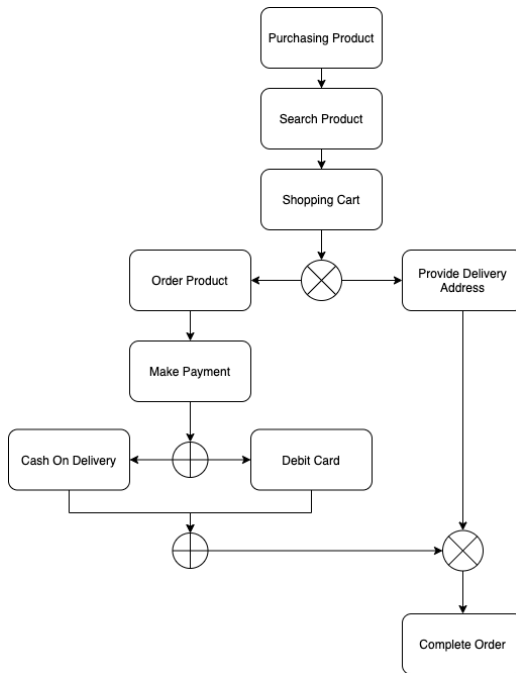 Purchasing Product
Search Product
Shopping Cart
Order Product
Provide Delivery
Address
Make Payment
Cash On Delivery
Debit Card
Complete Order